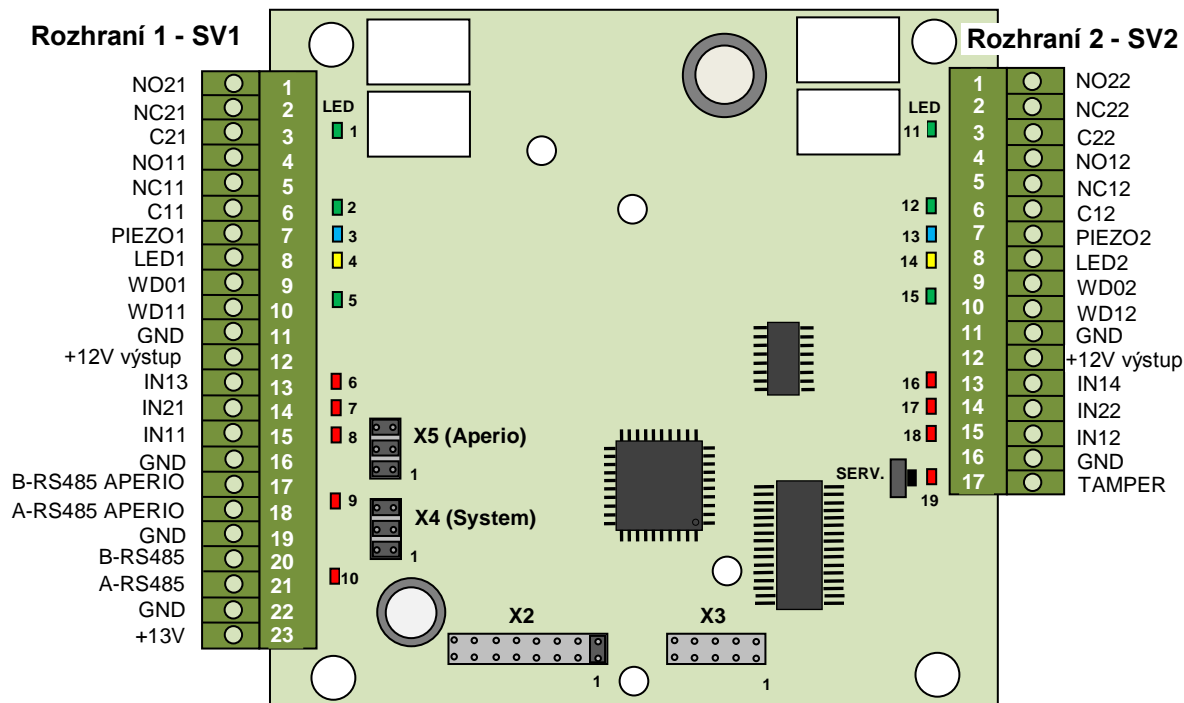 Rozhraní 1 - SV1
Rozhraní 2 - SV2
NO21 1
NC21 2
C21 3
NO11 4
NC11 5
C11 6
PIEZO1 7
LED1 8
WD01 9
WD11 10
GND 11
+12V výstup 12
IN13 13
IN21 14
IN11 15
GND 16
B-RS485 APERIO 17
A-RS485 APERIO 18
GND 19
B-RS485 20
A-RS485 21
GND 22
+13V 23
LED
1
2
3
4
5
6
7
8
9
10
X5 (Aperio)
1
X4 (System)
1
X2
1
X3
1
LED
11
12
13
14
15
16
17
18
SERV.
19
1 NO22
2 NC22
3 C22
4 NO12
5 NC12
6 C12
7 PIEZO2
8 LED2
9 WD02
10 WD12
11 GND
12 +12V výstup
13 IN14
14 IN22
15 IN12
16 GND
17 TAMPER